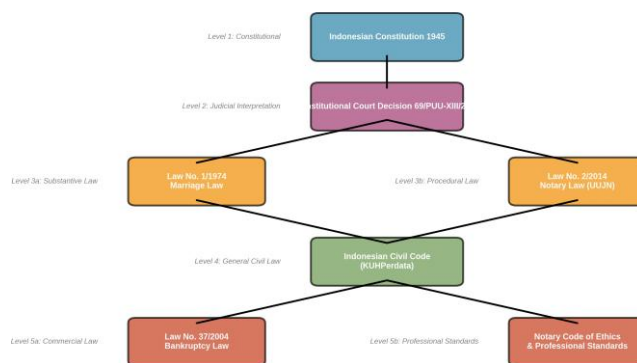 Level 1: Constitutional
Indonesian Constitution 1945
Level 2: Judicial Interpretation
nstitutional Court Decision 69/PUU-XIII/2
Level 3a: Substantive Law
Law No. 1/1974
Marriage Law
Level 3b: Procedural Law
Law No. 2/2014
Notary Law (UUJN)
Level 4: General Civil Law
Indonesian Civil Code
(KUHPerdata)
Level 5a: Commercial Law
Law No. 37/2004
Bankruptcy Law
Level 5b: Professional Standards
Notary Code of Ethics
& Professional Standards